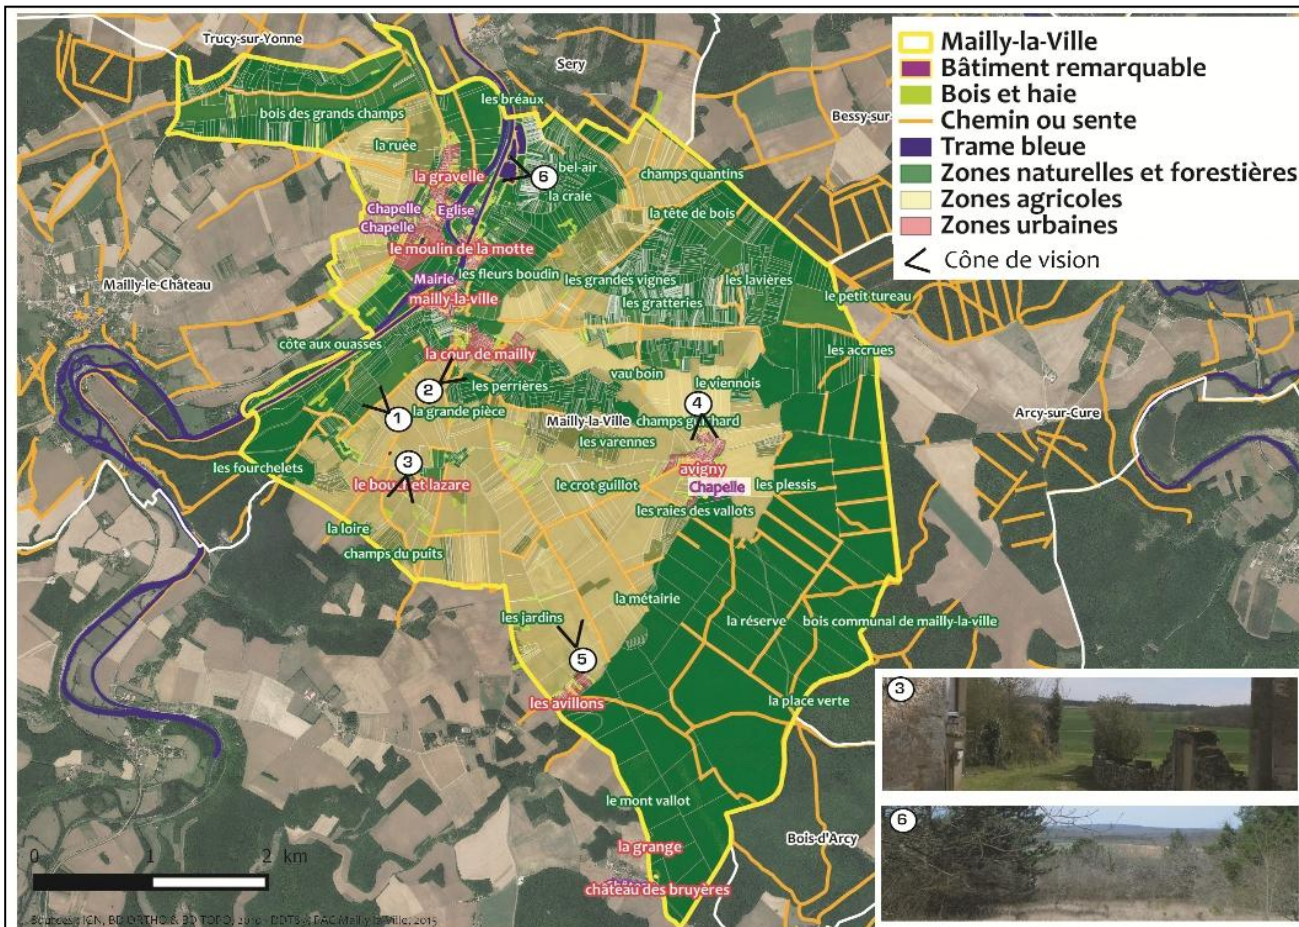 Mailly-la-Ville
Bâtiment remarquable
Bois et haie
Chemin ou sente
Trame bleue
Zones naturelles et forestières
Zones agricoles
Zones urbaines
Cône de vision
Trucy-sur-Yonne
Sery
Bessy-sur-
les bréaux
bois des grands champs
la ruée
la gravelle
6
bel-air
champs quantins
la craie
Chapelle
Eglise
Chapelle
la tête de bois
le moulin de la motte
Mailly-le-Château
Mairie
les fleurs boudin
les grandes vignes
les lavières
mailly-la-ville
les gratteries
le petit tureau
côte aux ouasses
la cour de mailly
les accrues
vau boin
2
les perrières
le viennois
4
1
la grande pièce
Mailly-la-Ville
champs guichard
Arcy-sur-Cure
les varennes
3
les fourchelets
avigny
le bouchet lazare
le crot guillot
Chapelle
les plessis
les raies des vallots
la loire
champs du puits
la métairie
les jardins
la réserve
bois communal de mailly-la-ville
5
les avillons
la place verte
3
le mont vallot
6
Bois-d'Arcy
la grange
0 1 2 km
château des bruyères